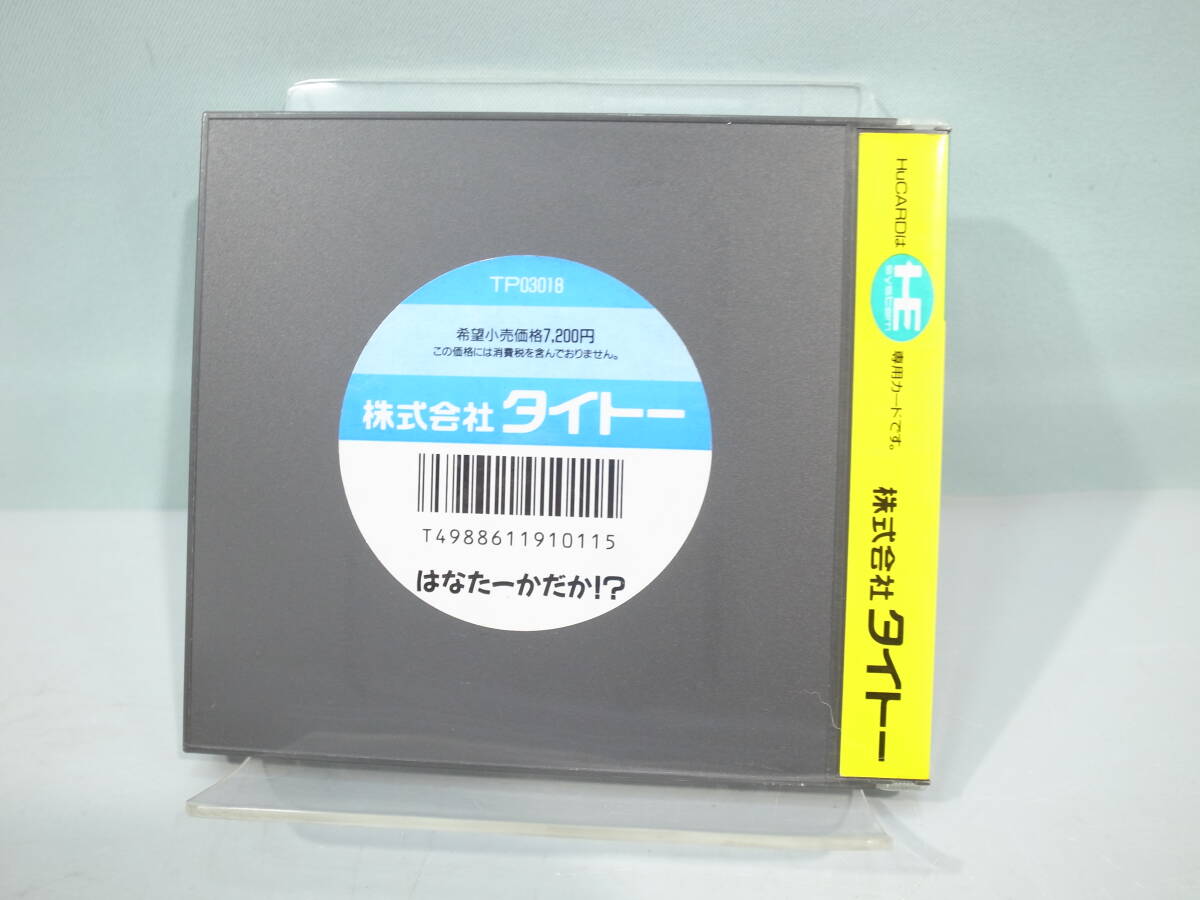 TP03018
希望小売価格7,200円
この価格には消費税を含んでおりません。
株式会社 タイトー
T4988611910115
はなたーかだか!?
HuCARDは HE system 専用カードです。
株式会社 タイトー